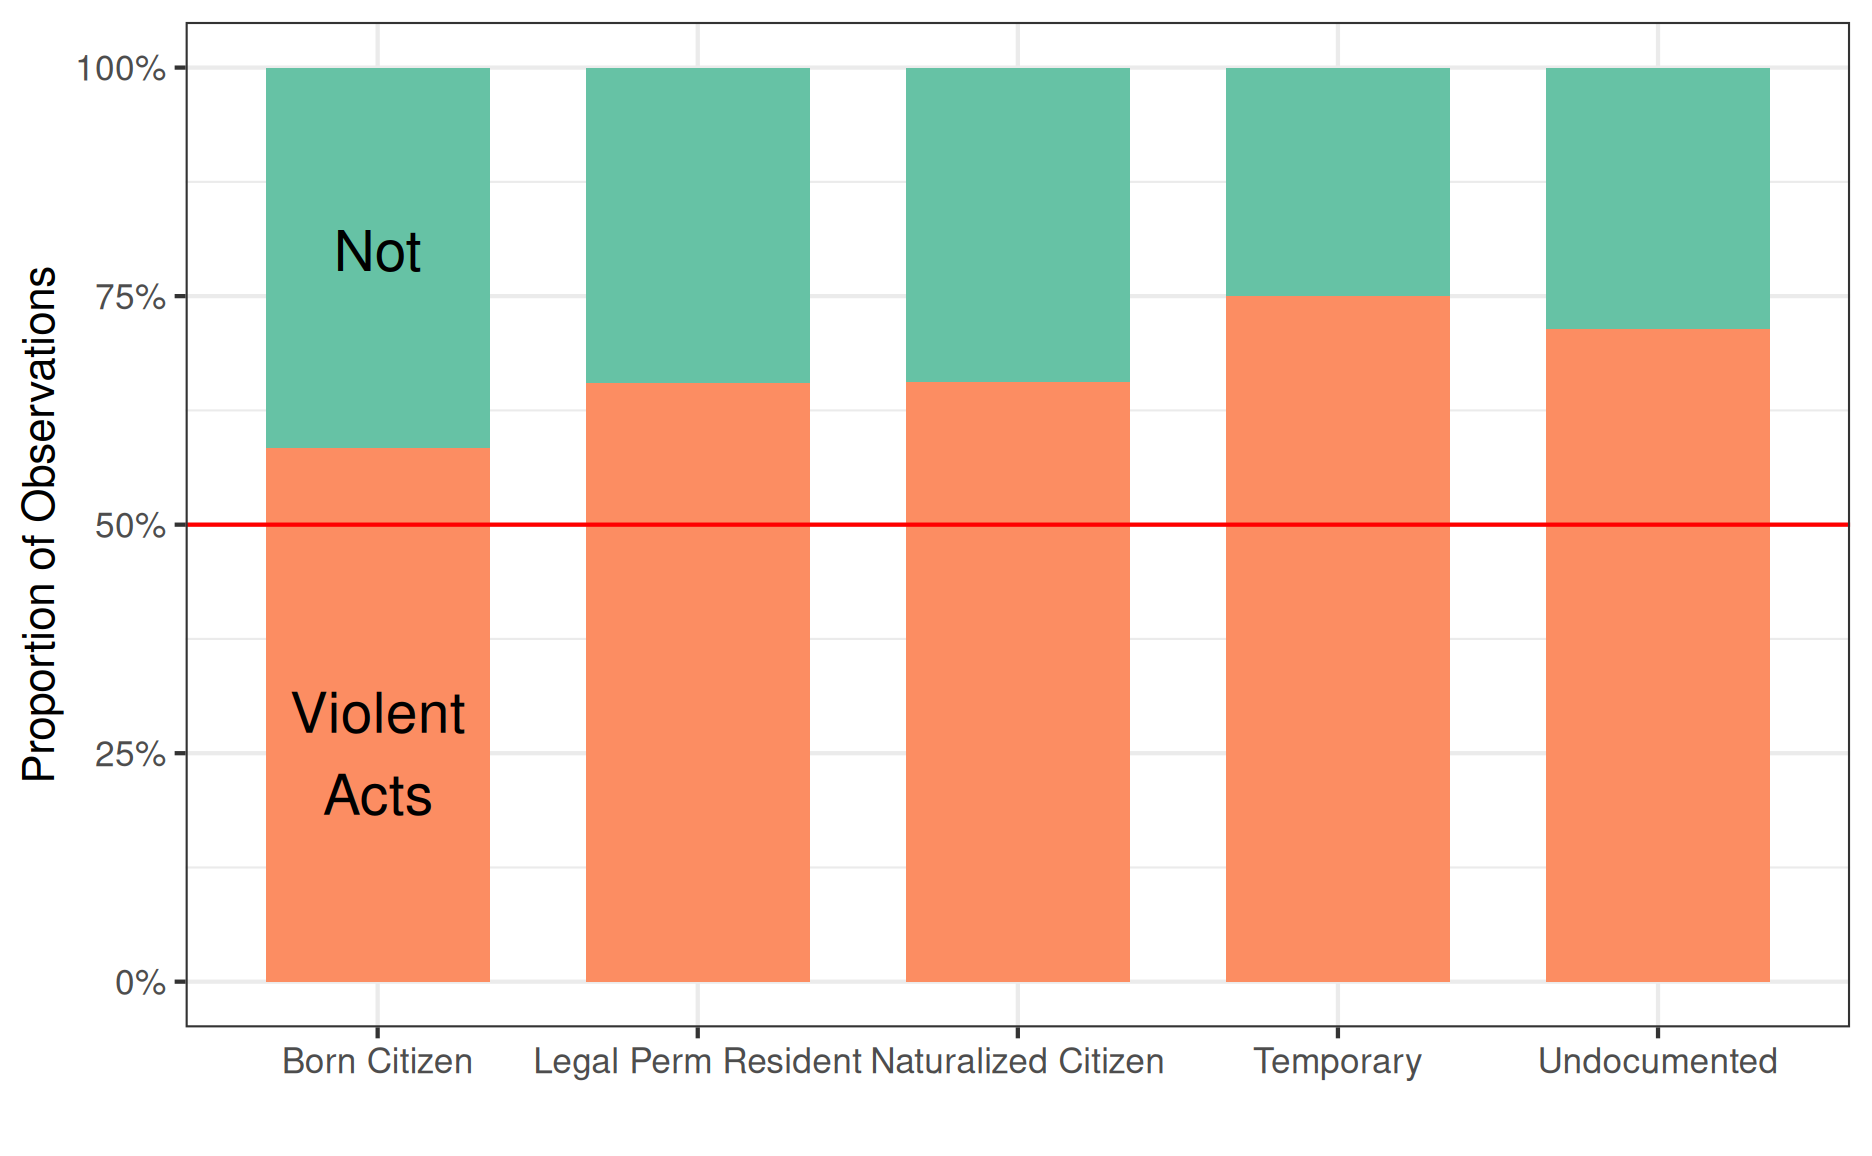 Proportion of Observations
100%
75%
50%
25%
0%
Not
Violent
Acts
Born Citizen
Legal Perm Resident
Naturalized Citizen
Temporary
Undocumented